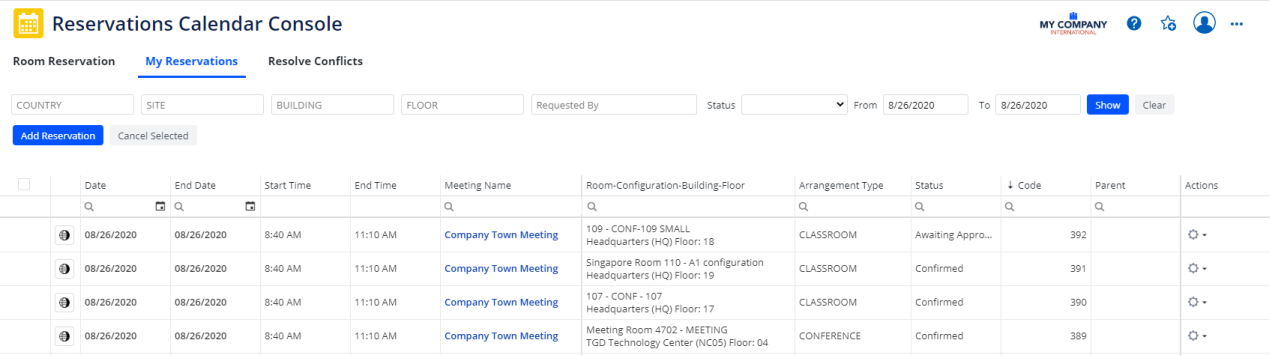 Reservations Calendar Console
MY COMPANY
INTERNATIONAL
Room Reservation My Reservations Resolve Conflicts
COUNTRY SITE BUILDING FLOOR Requested By Status From 8/26/2020 To 8/26/2020 Show Clear
Add Reservation Cancel Selected
Date End Date Start Time End Time Meeting Name Room-Configuration-Building-Floor Arrangement Type Status ↓ Code Parent Actions
08/26/2020 08/26/2020 8:40 AM 11:10 AM Company Town Meeting 109 - CONF-109 SMALL
Headquarters (HQ) Floor: 18 CLASSROOM Awaiting Appro... 392
08/26/2020 08/26/2020 8:40 AM 11:10 AM Company Town Meeting Singapore Room 110 - A1 configuration
Headquarters (HQ) Floor: 19 CLASSROOM Confirmed 391
08/26/2020 08/26/2020 8:40 AM 11:10 AM Company Town Meeting 107 - CONF - 107
Headquarters (HQ) Floor: 17 CLASSROOM Confirmed 390
08/26/2020 08/26/2020 8:40 AM 11:10 AM Company Town Meeting Meeting Room 4702 - MEETING
TGD Technology Center (NC05) Floor: 04 CONFERENCE Confirmed 389